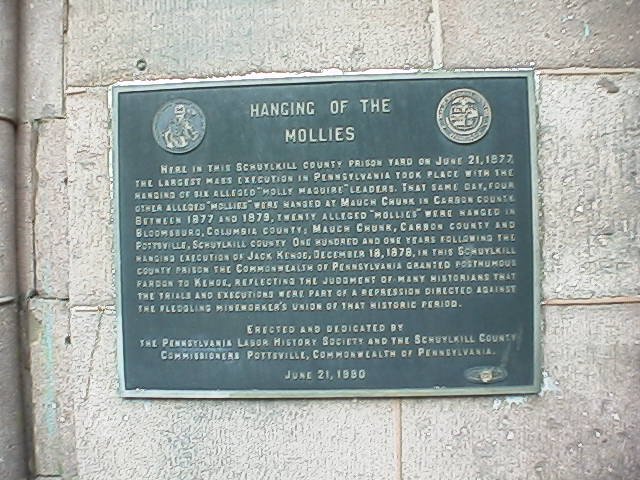 HANGING OF THE
MOLLIES
HERE IN THIS SCHUYLKILL COUNTY PRISON YARD ON JUNE 21, 1877,
THE LARGEST MASS EXECUTION IN PENNSYLVANIA TOOK PLACE WITH THE
HANGING OF SIX ALLEGED "MOLLY MAGUIRE" LEADERS. THAT SAME DAY, FOUR
OTHER ALLEGED "MOLLIES" WERE HANGED AT MAUCH CHUNK IN CARBON COUNTY.
BETWEEN 1877 AND 1879, TWENTY ALLEGED "MOLLIES" WERE HANGED IN
BLOOMSBURG, COLUMBIA COUNTY; MAUCH CHUNK, CARBON COUNTY AND
POTTSVILLE, SCHUYLKILL COUNTY. ONE HUNDRED AND ONE YEARS FOLLOWING THE
HANGING EXECUTION OF JACK KEHOE, DECEMBER 18, 1878, IN THIS SCHUYLKILL
COUNTY PRISON THE COMMONWEALTH OF PENNSYLVANIA GRANTED POSTHUMOUS
PARDON TO KEHOE, REFLECTING THE JUDGMENT OF MANY HISTORIANS THAT
THE TRIALS AND EXECUTIONS WERE PART OF A REPRESSION DIRECTED AGAINST
THE FLEDGLING MINEWORKER'S UNION OF THAT HISTORIC PERIOD.
ERECTED AND DEDICATED BY
THE PENNSYLVANIA LABOR HISTORY SOCIETY AND THE SCHUYLKILL COUNTY
COMMISSIONERS POTTSVILLE, COMMONWEALTH OF PENNSYLVANIA.
JUNE 21, 1980